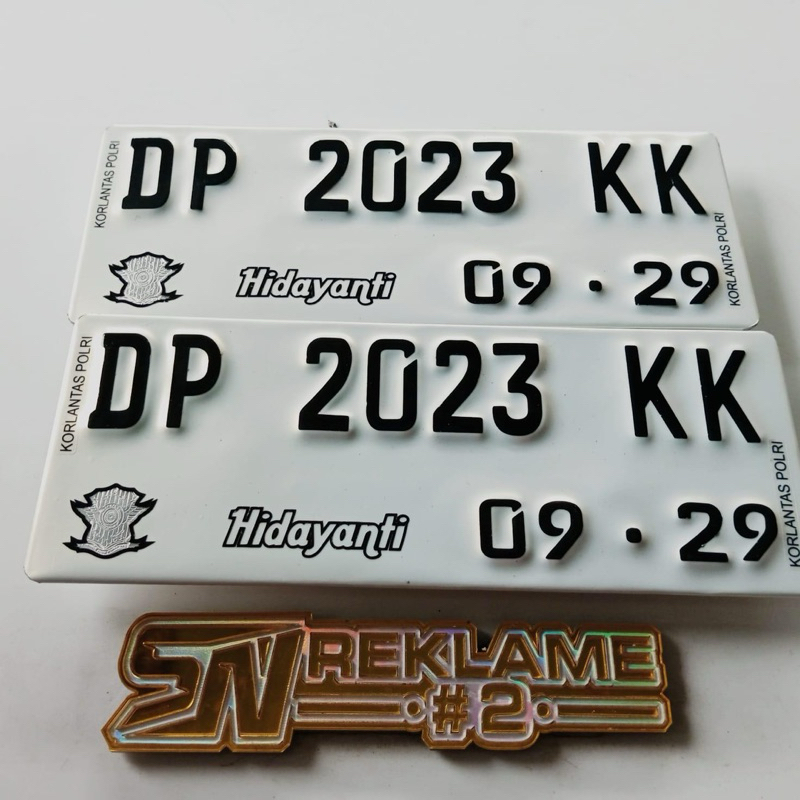 DP 2023 KK
KORLANTAS POLRI
KORLANTAS POLRI
Hidayanti 09 · 29
DP 2023 KK
KORLANTAS POLRI
KORLANTAS POLRI
Hidayanti 09 · 29
SN REKLAME
#2